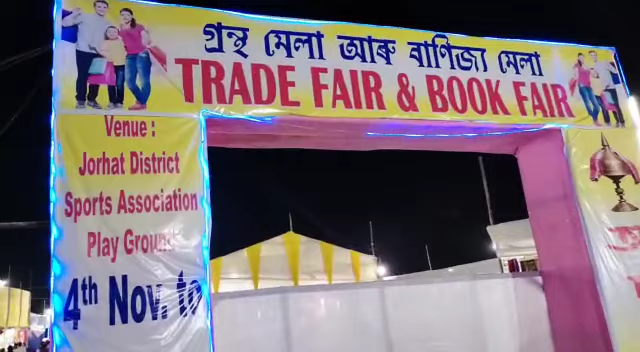 গ্ৰন্থ মেলা আৰু বাণিজ্য মেলা
TRADE FAIR & BOOK FAIR
Venue :
Jorhat District
Sports Association
Play Ground
4th Nov. to